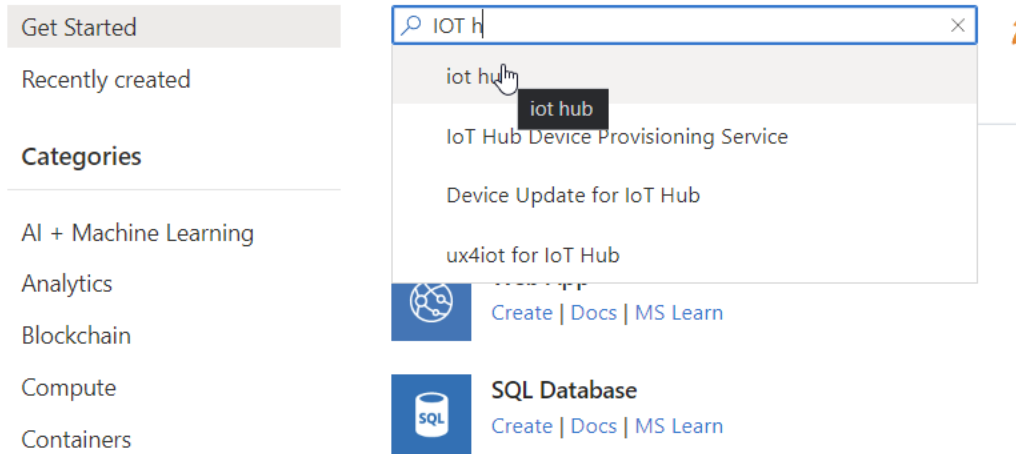 Get Started
Recently created
Categories
AI + Machine Learning
Analytics
Blockchain
Compute
Containers
IOT h
iot hub
iot hub
IoT Hub Device Provisioning Service
Device Update for IoT Hub
ux4iot for IoT Hub
Create | Docs | MS Learn
SQL
SQL Database
Create | Docs | MS Learn